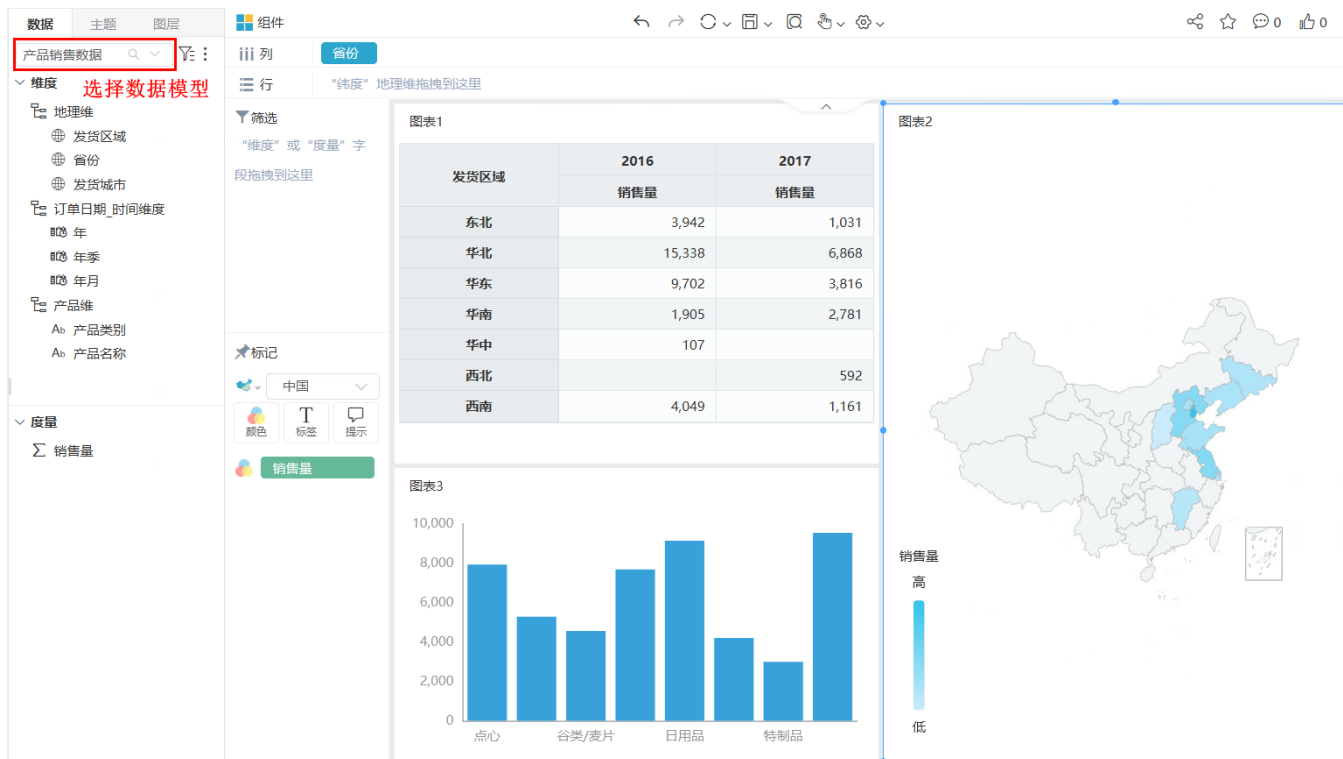 数据 主题 图层
产品销售数据
选择数据模型
维度
地理维
发货区域
省份
发货城市
订单日期_时间维度
年
年季
年月
产品维
Ab 产品类别
Ab 产品名称
度量
∑ 销售量
组件
0 0
列 省份
行 “纬度”地理维拖拽到这里
筛选
“维度”或“度量”字
段拖拽到这里
标记
中国
颜色 T 标签 提示
销售量
图表1
发货区域 2016 2017
销售量 销售量
东北 3,942 1,031
华北 15,338 6,868
华东 9,702 3,816
华南 1,905 2,781
华中 107
西北 592
西南 4,049 1,161
图表3
10,000
8,000
6,000
4,000
2,000
0
点心 谷类/麦片 日用品 特制品
图表2
销售量
高
低